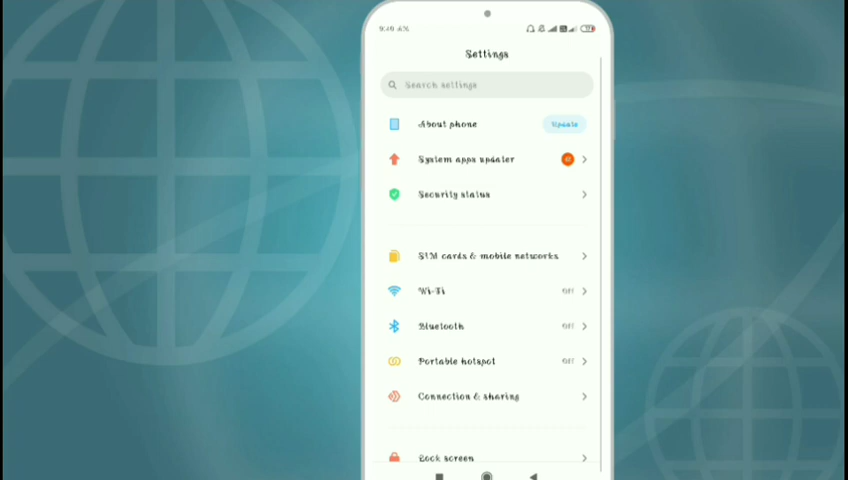 Settings
Search settings
About phone
Update
System apps updater
Security status
SIM cards & mobile networks
Wi-Fi
Off
Bluetooth
Off
Portable hotspot
Off
Connection & sharing
Lock screen